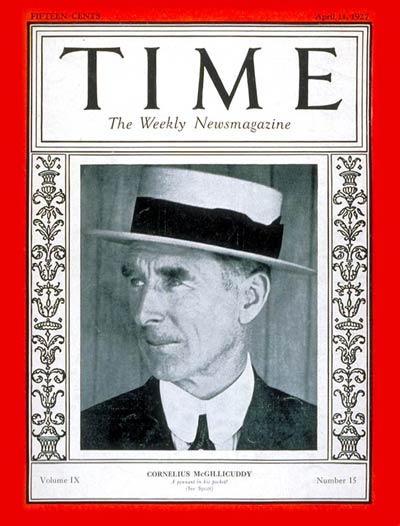 FIFTEEN CENTS
April 11, 1927
TIME
The Weekly Newsmagazine
Volume IX
CORNELIUS McGILLICUDDY
A pennant in his pocket?
(See Sport)
Number 15